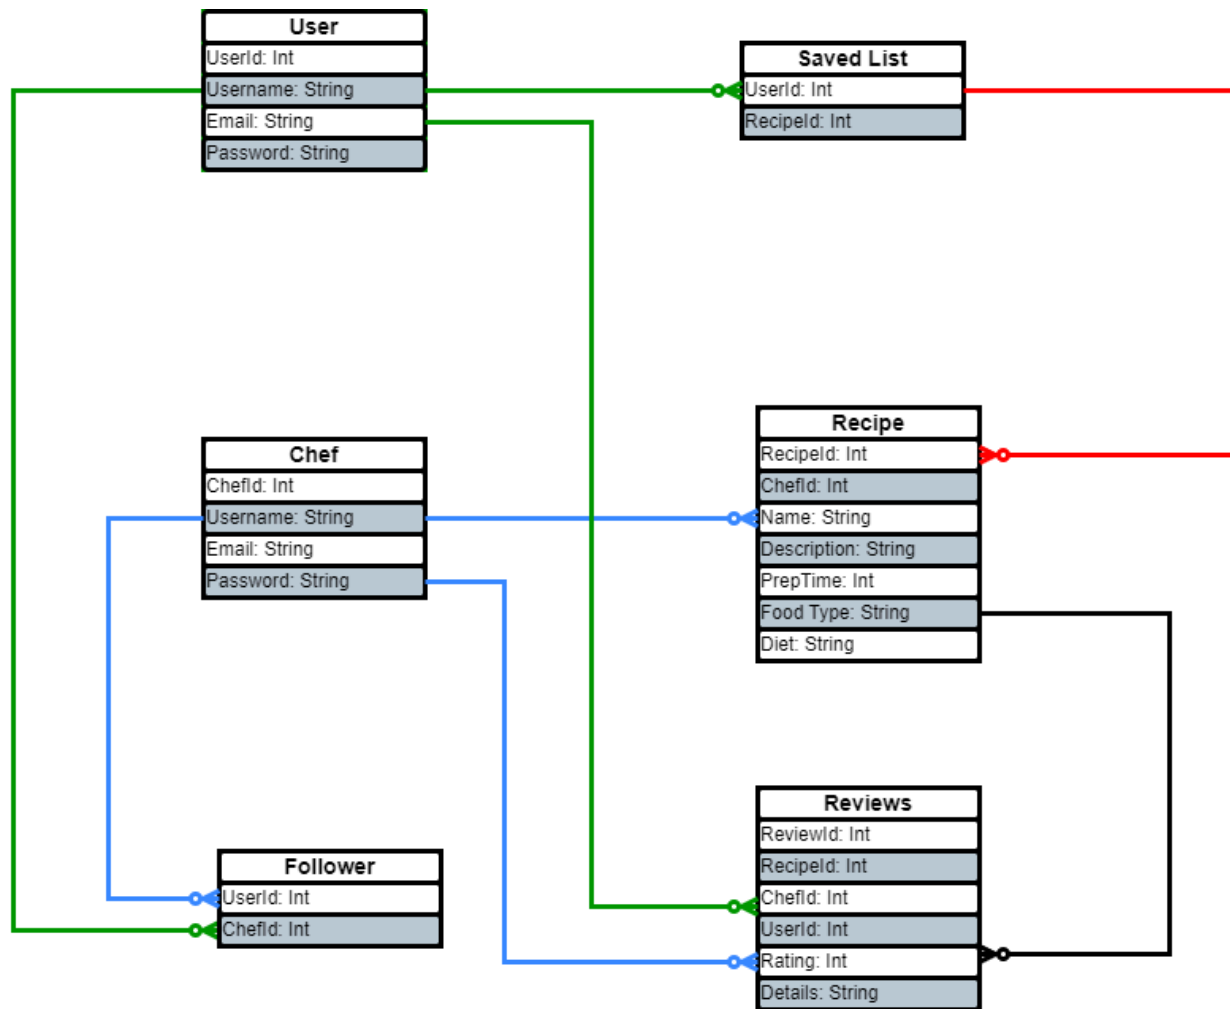 User
UserId: Int
Username: String
Email: String
Password: String
Saved List
UserId: Int
RecipeId: Int
Chef
ChefId: Int
Username: String
Email: String
Password: String
Recipe
RecipeId: Int
ChefId: Int
Name: String
Description: String
PrepTime: Int
Food Type: String
Diet: String
Follower
UserId: Int
ChefId: Int
Reviews
ReviewId: Int
RecipeId: Int
ChefId: Int
UserId: Int
Rating: Int
Details: String